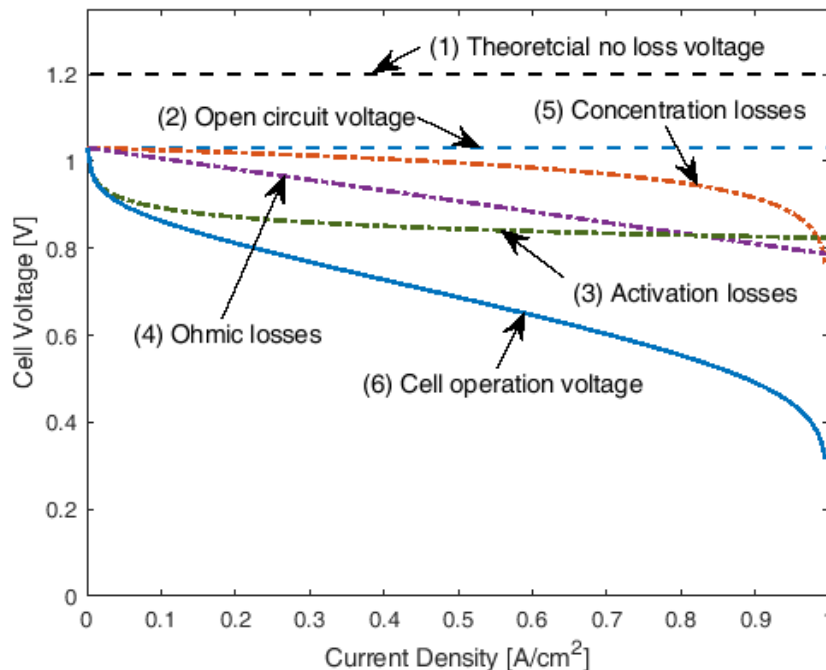 (1) Theoretcial no loss voltage
1.2
(2) Open circuit voltage
(5) Concentration losses
1
0.8
(3) Activation losses
(4) Ohmic losses
0.6
(6) Cell operation voltage
0.4
0.2
0
Cell Voltage [V]
0 0.1 0.2 0.3 0.4 0.5 0.6 0.7 0.8 0.9 1
Current Density [A/cm²]